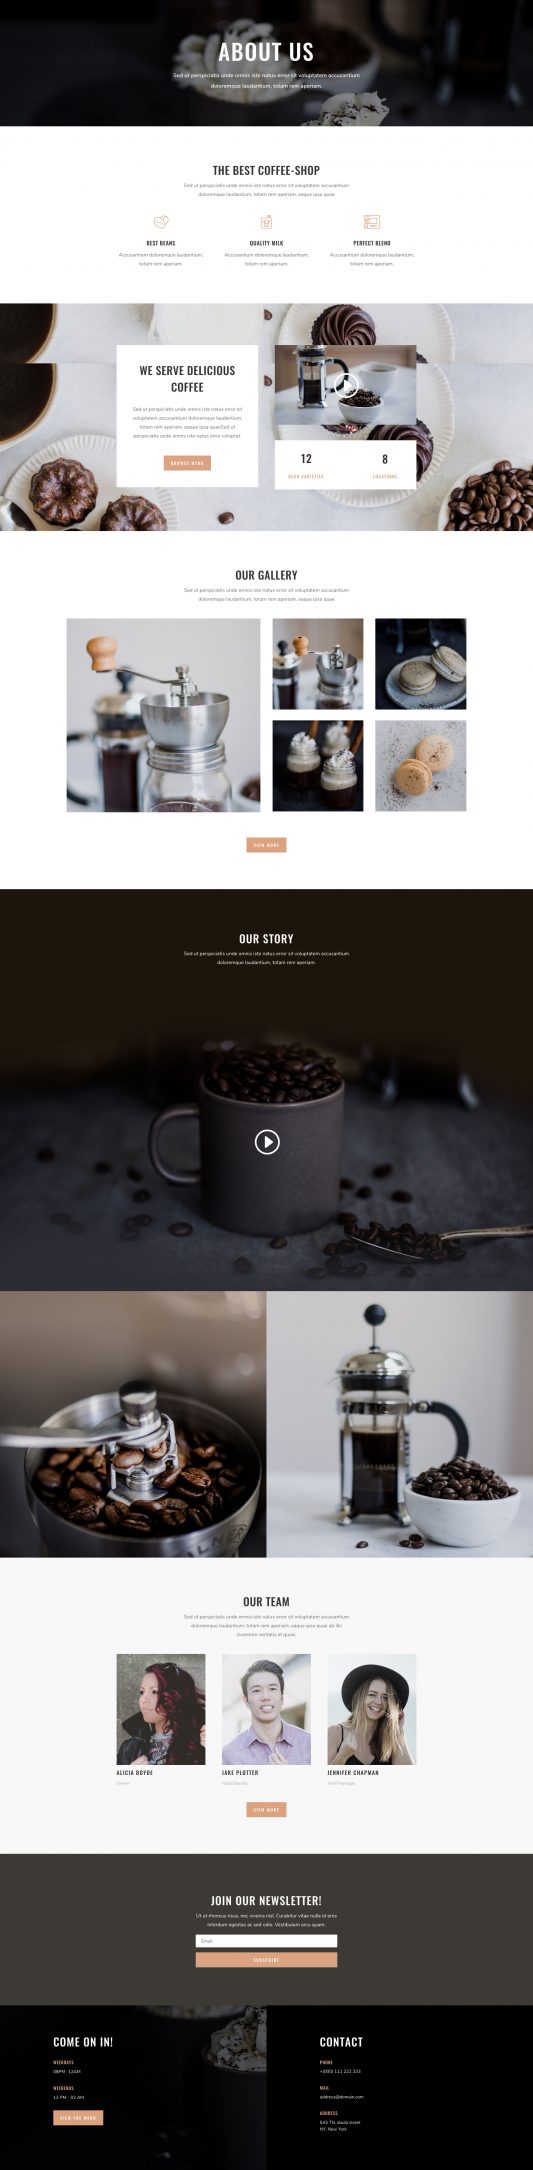 ABOUT US
Sed ut perspiciatis unde omnis iste natus error sit voluptatem accusantium
doloremque laudantium, totam rem aperiam.
THE BEST COFFEE-SHOP
Sed ut perspiciatis unde omnis iste natus error sit voluptatem accusantium
doloremque laudantium, totam rem aperiam, eaque ipsa quae
BEST BEANS
Accusantium doloremque laudantium,
totam rem aperiam.
QUALITY MILK
Accusantium doloremque laudantium,
totam rem aperiam.
PERFECT BLEND
Accusantium doloremque laudantium,
totam rem aperiam.
WE SERVE DELICIOUS
COFFEE
Sed ut perspiciatis unde omnis iste natus error sit
voluptatem accusantium doloremque laudantium,
totam rem aperiam, eaque ipsa quaeSed ut
perspiciatis unde omnis iste natus error voluptat.
BROWSE MENU
12
BEAN VARIETIES
8
LOCATIONS
OUR GALLERY
Sed ut perspiciatis unde omnis iste natus error sit voluptatem accusantium
doloremque laudantium, totam rem aperiam, eaque ipsa quae
VIEW MORE
OUR STORY
Sed ut perspiciatis unde omnis iste natus error sit voluptatem accusantium
doloremque laudantium, totam rem aperiam.
OUR TEAM
Sed ut perspiciatis unde omnis iste natus error sit voluptatem accusantium
doloremque laudantium, totam rem aperiam, eaque ipsa quae ab illo
inventore veritatis et quasi.
ALICIA BOYDE
Owner
JAKE PLOTTER
Head Barista
JENNIFER CHAPMAN
Staff Manager
VIEW MORE
JOIN OUR NEWSLETTER!
Ut ut rhoncus risus, nec viverra nisl. Curabitur vitae nulla id eros
interdum egestas ac sed odio. Vestibulum arcu quam.
Email
SUBSCRIBE
COME ON IN!
WEEKDAYS
08PM -12AM
WEEKENDS
12 PM - 02 AM
VIEW THE MENU
CONTACT
PHONE
+(000) 111 222 333
MAIL
address@domain.com
ADDRESS
543 TN, doula street
NY, New York